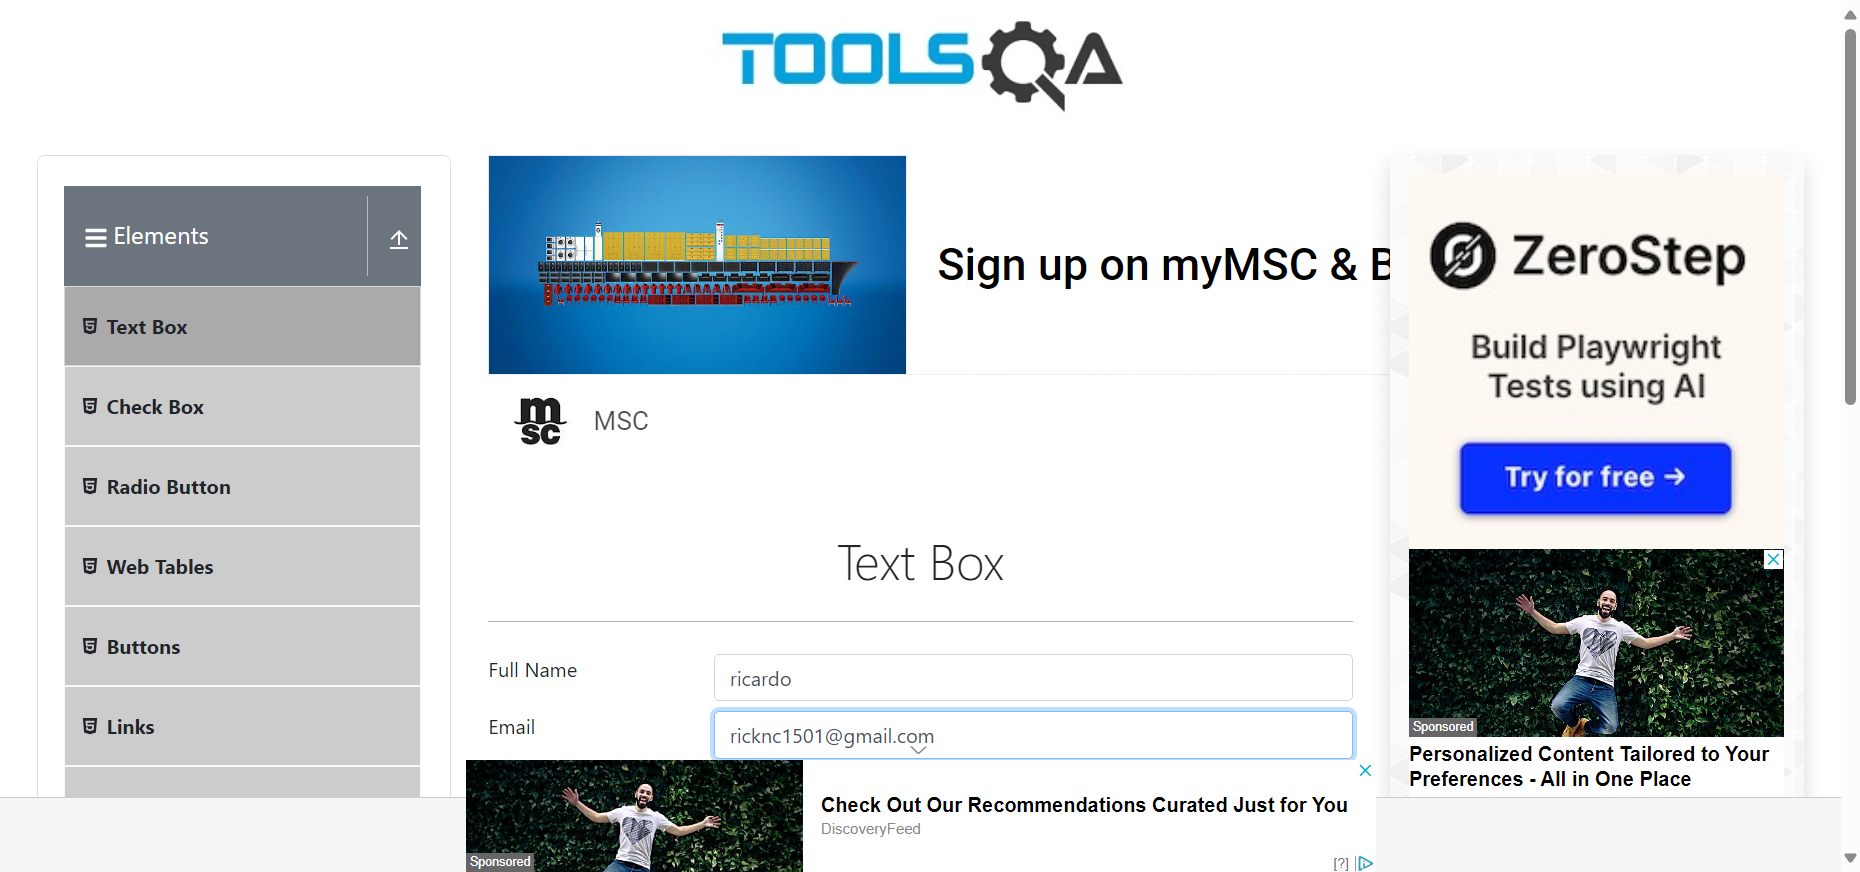 TOOLSQA
Elements
Text Box
Check Box
Radio Button
Web Tables
Buttons
Links
Sign up on myMSC & B
msc
MSC
Text Box
Full Name
ricardo
Email
ricknc1501@gmail.com
Sponsored
Check Out Our Recommendations Curated Just for You
DiscoveryFeed
[?]
ZeroStep
Build Playwright
Tests using AI
Try for free →
Sponsored
Personalized Content Tailored to Your
Preferences - All in One Place